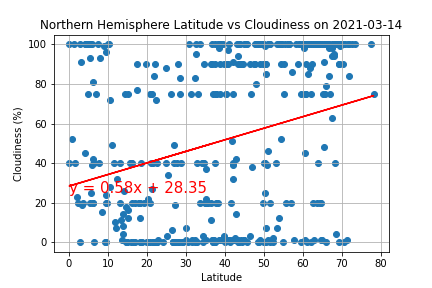 Northern Hemisphere Latitude vs Cloudiness on 2021-03-14
100
80
60
40
20
0
Cloudiness (%)
y = 0.58x + 28.35
0 10 20 30 40 50 60 70 80
Latitude